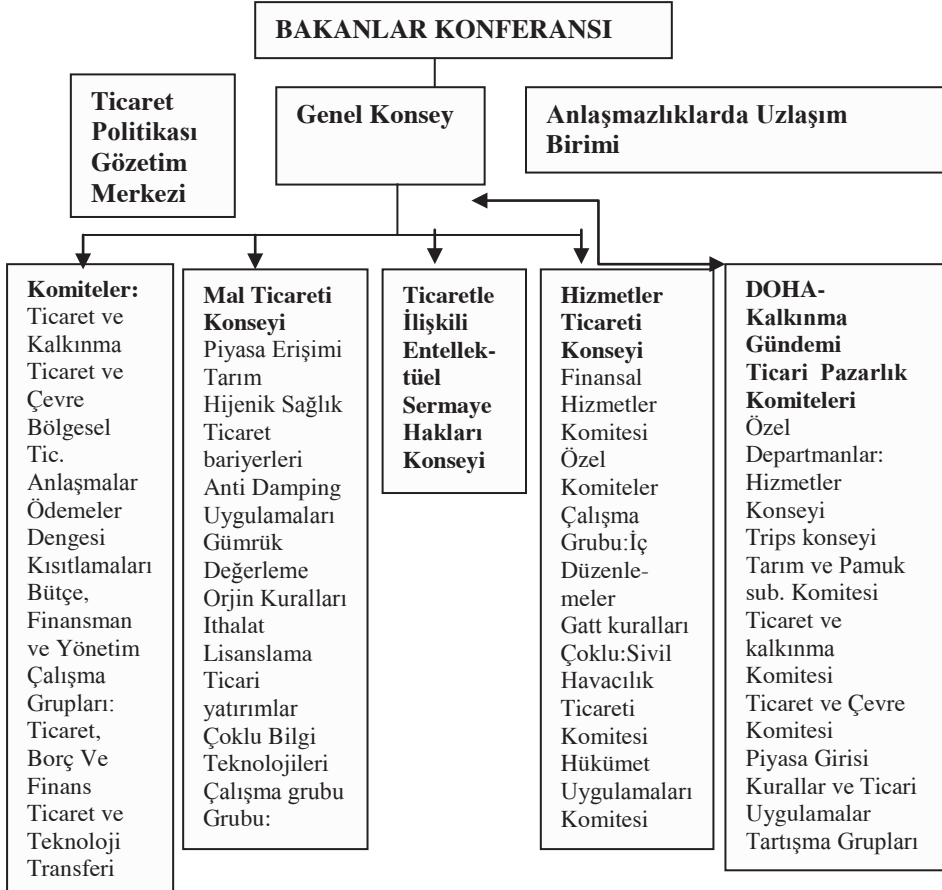 BAKANLAR KONFERANSI
Ticaret
Politikası
Gözetim
Merkezi
Genel Konsey
Anlaşmazlıklarda Uzlaşım
Birimi
Komiteler:
Ticaret ve
Kalkınma
Ticaret ve
Çevre
Bölgesel
Tic.
Anlaşmalar
Ödemeler
Dengesi
Kısıtlamaları
Bütçe,
Finansman
ve Yönetim
Çalışma
Grupları:
Ticaret,
Borç Ve
Finans
Ticaret ve
Teknoloji
Transferi
Mal Ticareti
Konseyi
Piyasa Erişimi
Tarım
Hijenik Sağlık
Ticaret
bariyerleri
Anti Damping
Uygulamaları
Gümrük
Değerleme
Orjin Kuralları
Ithalat
Lisanslama
Ticari
yatırımlar
Çoklu Bilgi
Teknolojileri
Çalışma grubu
Grubu:
Ticaretle
İlişkili
Entellek-
tüel
Sermaye
Hakları
Konseyi
Hizmetler
Ticareti
Konseyi
Finansal
Hizmetler
Komitesi
Özel
Komiteler
Çalışma
Grubu:İç
Düzenle-
meler
Gatt kuralları
Çoklu:Sivil
Havacılık
Ticareti
Komitesi
Hükümet
Uygulamaları
Komitesi
DOHA-
Kalkınma
Gündemi
Ticari Pazarlık
Komiteleri
Özel
Departmanlar:
Hizmetler
Konseyi
Trips konseyi
Tarım ve Pamuk
sub. Komitesi
Ticaret ve
kalkınma
Komitesi
Ticaret ve Çevre
Komitesi
Piyasa Girisi
Kurallar ve Ticari
Uygulamalar
Tartışma Grupları